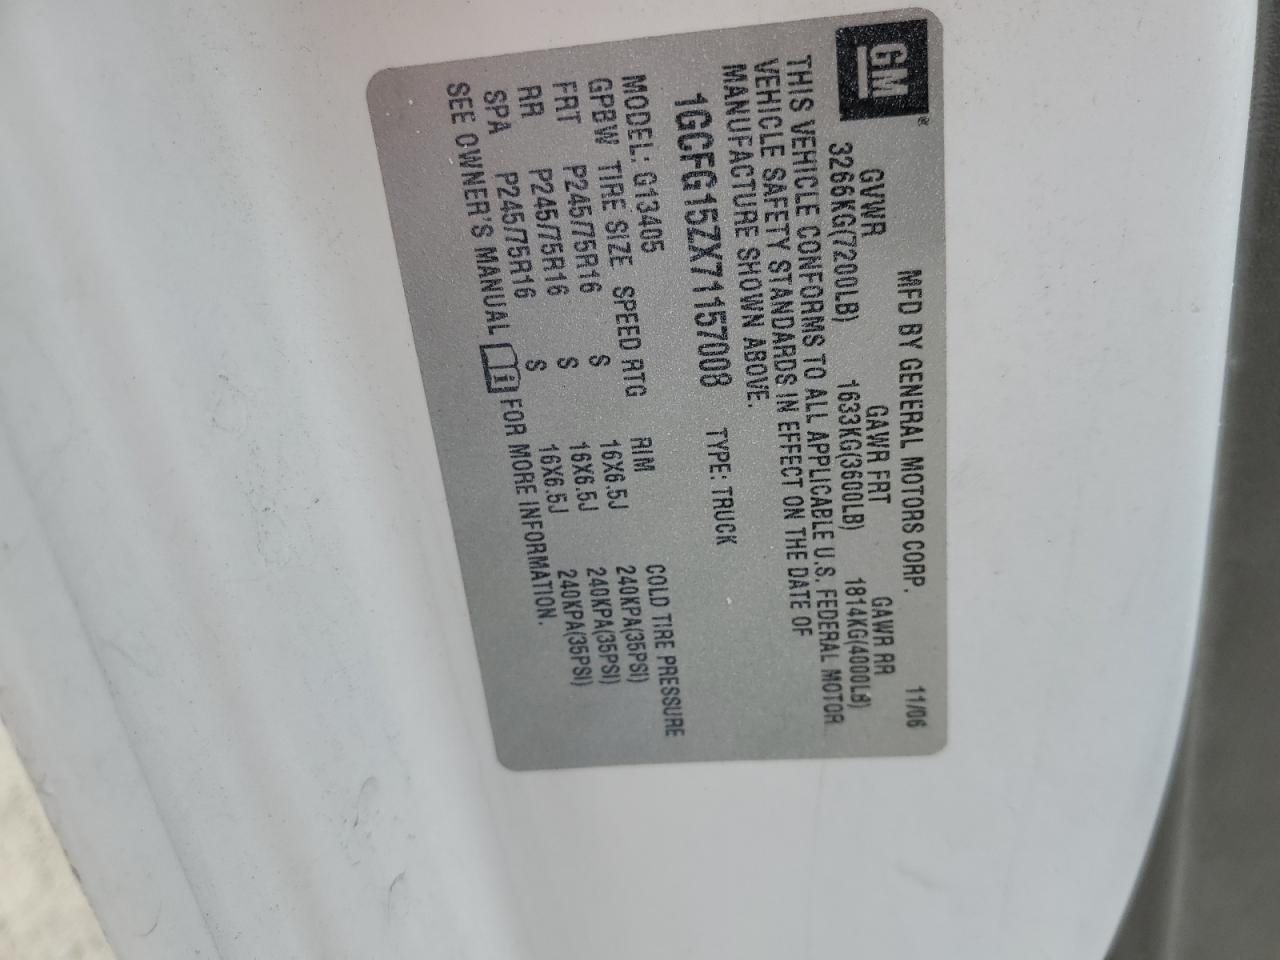 GM®
MFD BY GENERAL MOTORS CORP. 11/06
GVWR GAWR FRT GAWR RR
3266KG(7200LB) 1633KG(3600LB) 1814KG(4000LB)
THIS VEHICLE CONFORMS TO ALL APPLICABLE U.S. FEDERAL MOTOR
VEHICLE SAFETY STANDARDS IN EFFECT ON THE DATE OF
MANUFACTURE SHOWN ABOVE.
1GCFG15ZX71157008 TYPE: TRUCK
MODEL: G13405
GPBW TIRE SIZE SPEED RTG RIM COLD TIRE PRESSURE
FRT P245/75R16 S 16X6.5J 240KPA(35PSI)
RR P245/75R16 S 16X6.5J 240KPA(35PSI)
SPA P245/75R16 S 16X6.5J 240KPA(35PSI)
SEE OWNER'S MANUAL i FOR MORE INFORMATION.